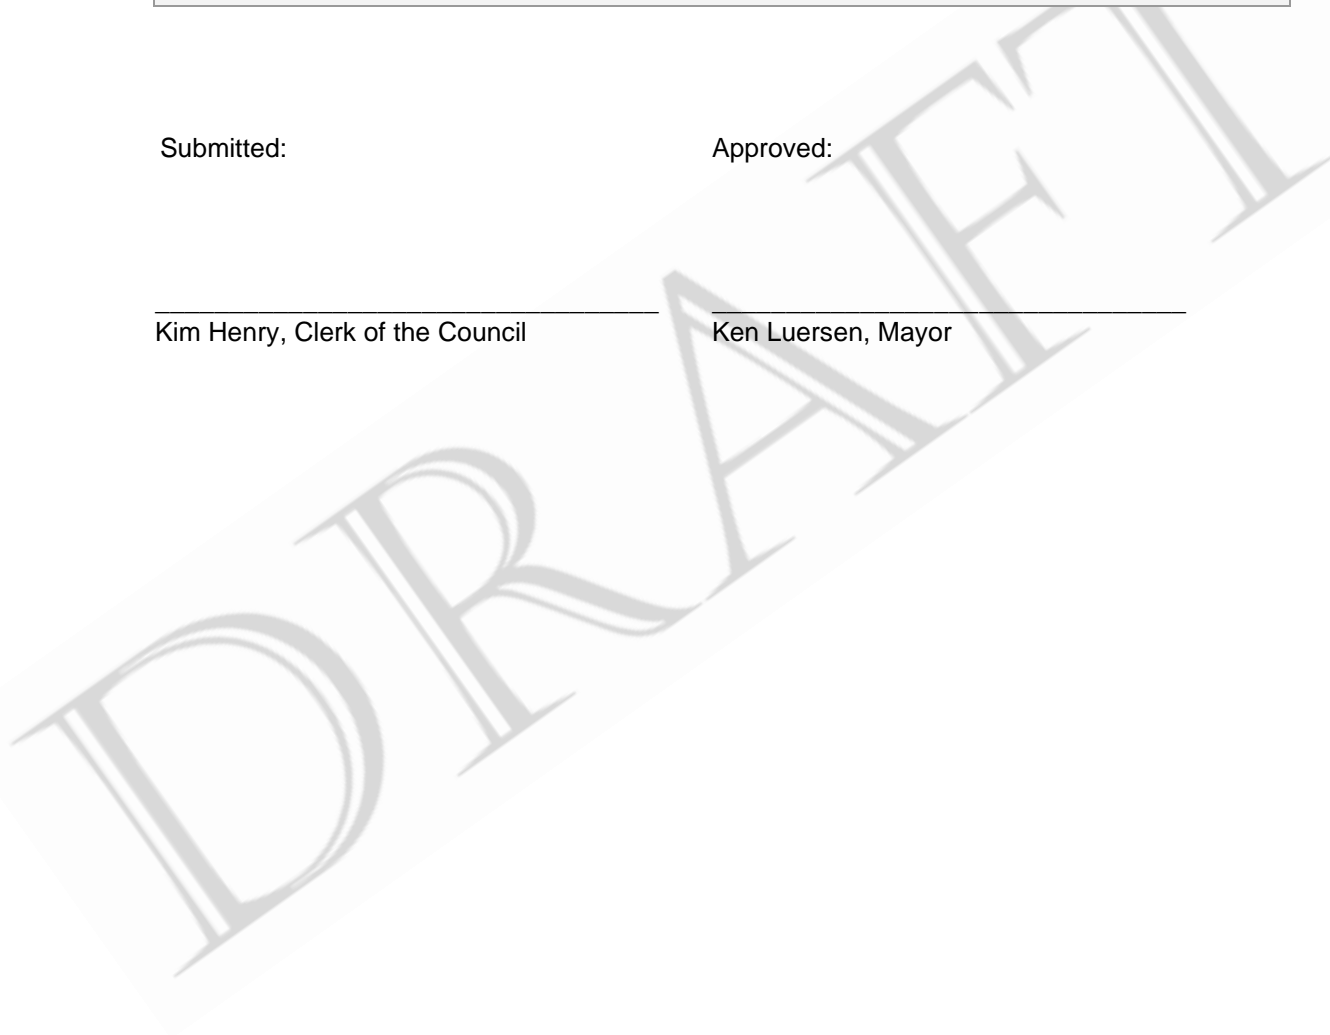 Submitted:
Approved:
Kim Henry, Clerk of the Council
Ken Luersen, Mayor
DRAFT